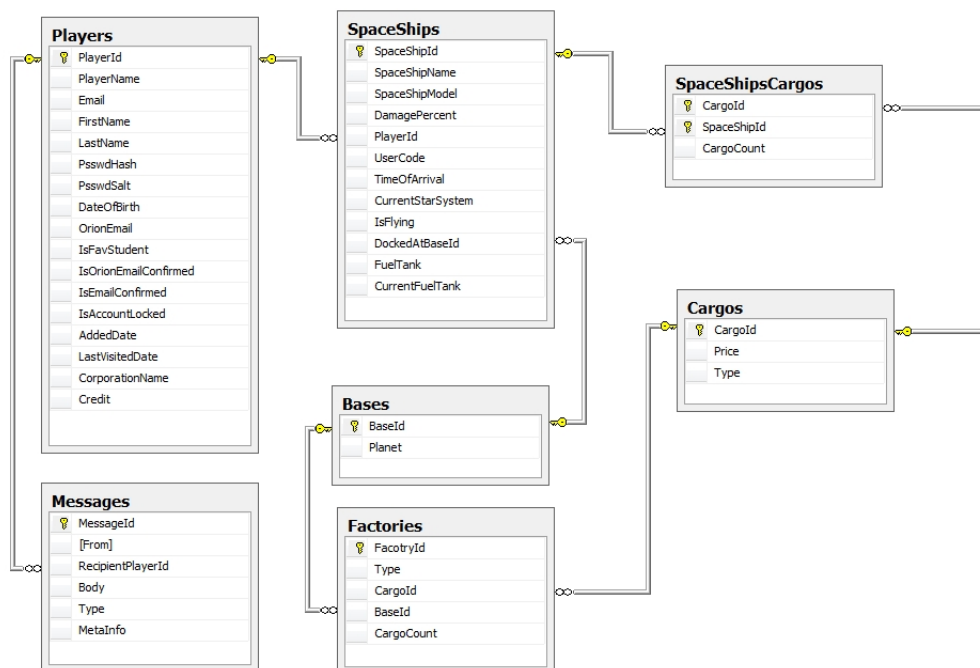 Players
PlayerId
PlayerName
Email
FirstName
LastName
PsswdHash
PsswdSalt
DateOfBirth
OrionEmail
IsFavStudent
IsOrionEmailConfirmed
IsEmailConfirmed
IsAccountLocked
AddedDate
LastVisitedDate
CorporationName
Credit
SpaceShips
SpaceShipId
SpaceShipName
SpaceShipModel
DamagePercent
PlayerId
UserCode
TimeOfArrival
CurrentStarSystem
IsFlying
DockedAtBaseId
FuelTank
CurrentFuelTank
SpaceShipsCargos
CargoId
SpaceShipId
CargoCount
Cargos
CargoId
Price
Type
Bases
BaseId
Planet
Messages
MessageId
[From]
RecipientPlayerId
Body
Type
MetaInfo
Factories
FacotryId
Type
CargoId
BaseId
CargoCount